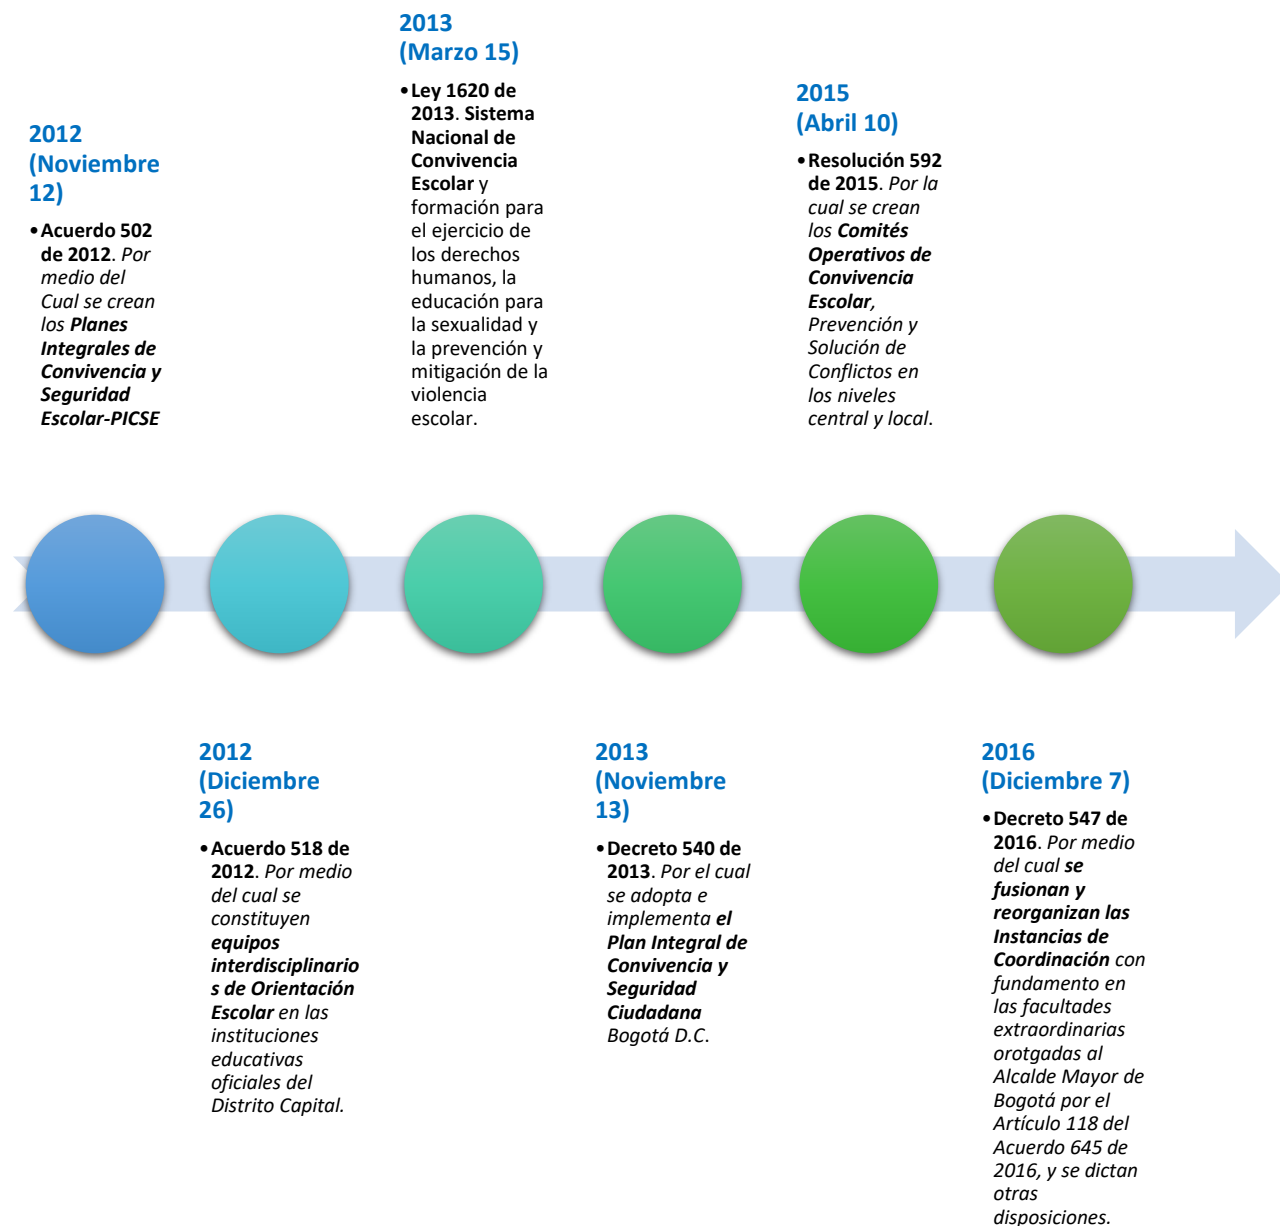 2012
(Noviembre
12)
•Acuerdo 502
de 2012. Por
medio del
Cual se crean
los Planes
Integrales de
Convivencia y
Seguridad
Escolar-PICSE
2012
(Diciembre
26)
•Acuerdo 518 de
2012. Por medio
del cual se
constituyen
equipos
interdisciplinario
s de Orientación
Escolar en las
instituciones
educativas
oficiales del
Distrito Capital.
2013
(Marzo 15)
•Ley 1620 de
2013. Sistema
Nacional de
Convivencia
Escolar y
formación para
el ejercicio de
los derechos
humanos, la
educación para
la sexualidad y
la prevención y
mitigación de la
violencia
escolar.
2013
(Noviembre
13)
•Decreto 540 de
2013. Por el cual
se adopta e
implementa el
Plan Integral de
Convivencia y
Seguridad
Ciudadana
Bogotá D.C.
2015
(Abril 10)
•Resolución 592
de 2015. Por la
cual se crean
los Comités
Operativos de
Convivencia
Escolar,
Prevención y
Solución de
Conflictos en
los niveles
central y local.
2016
(Diciembre 7)
•Decreto 547 de
2016. Por medio
del cual se
fusionan y
reorganizan las
Instancias de
Coordinación con
fundamento en
las facultades
extraordinarias
orotgadas al
Alcalde Mayor de
Bogotá por el
Artículo 118 del
Acuerdo 645 de
2016, y se dictan
otras
disposiciones.